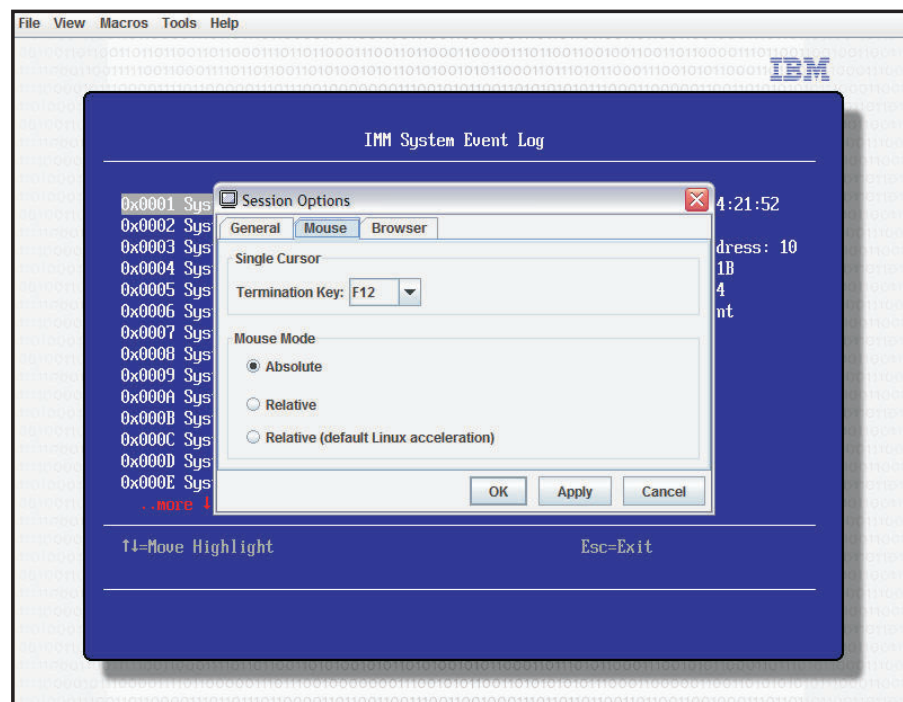 File View Macros Tools Help
IBM
IMM System Event Log
Session Options
General Mouse Browser
Single Cursor
Termination Key: F12
Mouse Mode
Absolute
Relative
Relative (default Linux acceleration)
OK Apply Cancel
0x0001 Sys 4:21:52
0x0002 Sys
0x0003 Sys dress: 10
0x0004 Sys 1B
0x0005 Sys 4
0x0006 Sys nt
0x0007 Sys
0x0008 Sys
0x0009 Sys
0x000A Sys
0x000B Sys
0x000C Sys
0x000D Sys
0x000E Sys
..more ↓
↑↓=Move Highlight Esc=Exit